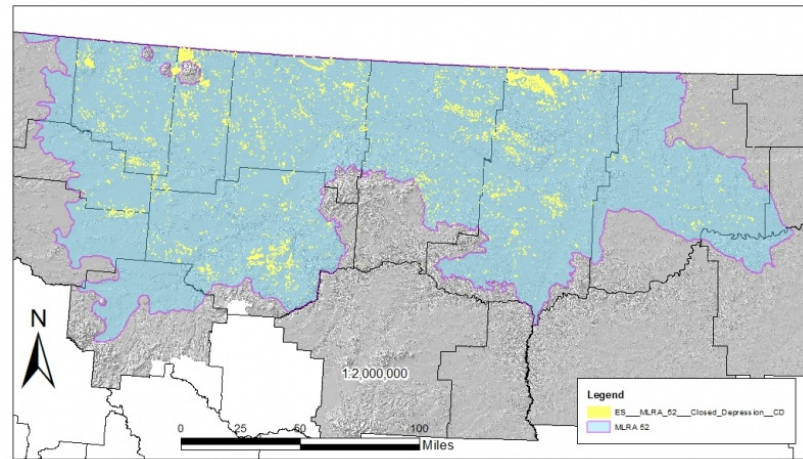 N
1:2,000,000
0 25 50 100
Miles
Legend
ES___MLRA_52___Closed_Depression__CD
MLRA 52